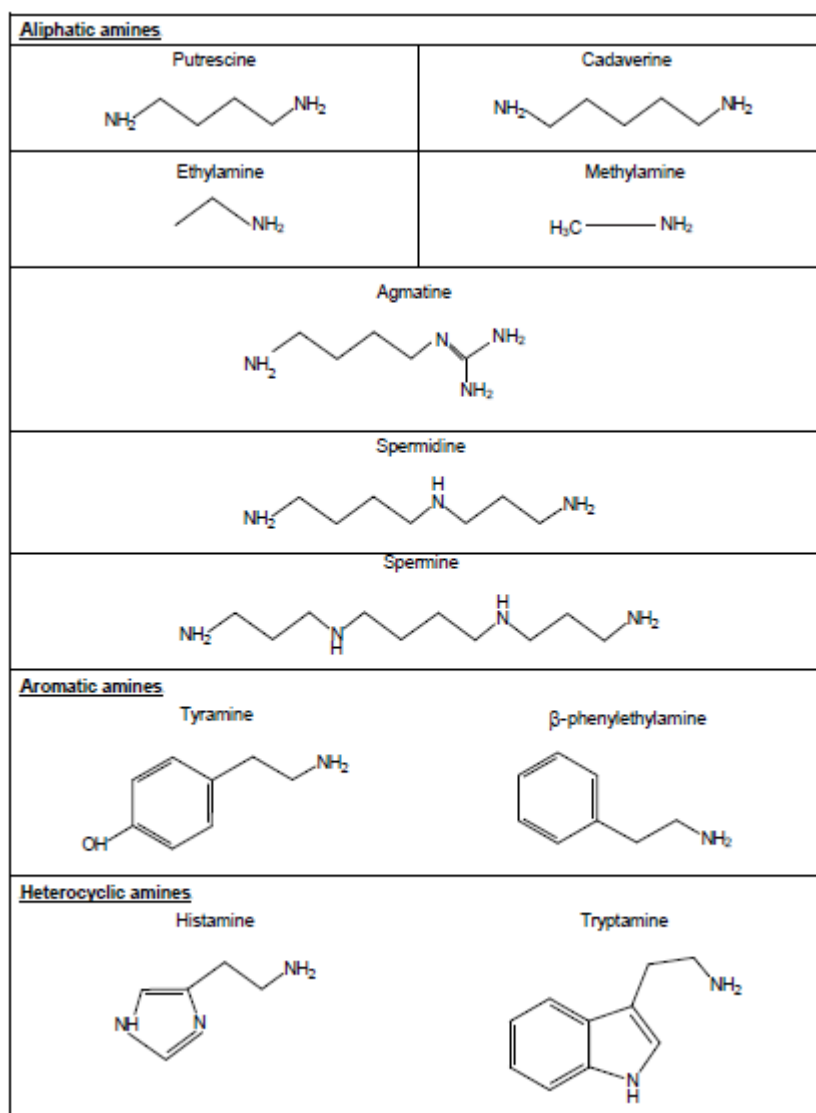 Aliphatic amines
Putrescine
Cadaverine
NH2
NH2
NH2
NH2
Ethylamine
Methylamine
NH2
H3C
NH2
Agmatine
NH2
N
NH2
NH2
Spermidine
NH2
H
N
NH2
Spermine
NH2
N
H
H
N
NH2
Aromatic amines
Tyramine
β-phenylethylamine
NH2
OH
NH2
Heterocyclic amines
Histamine
Tryptamine
NH2
NH
N
NH2
N
H